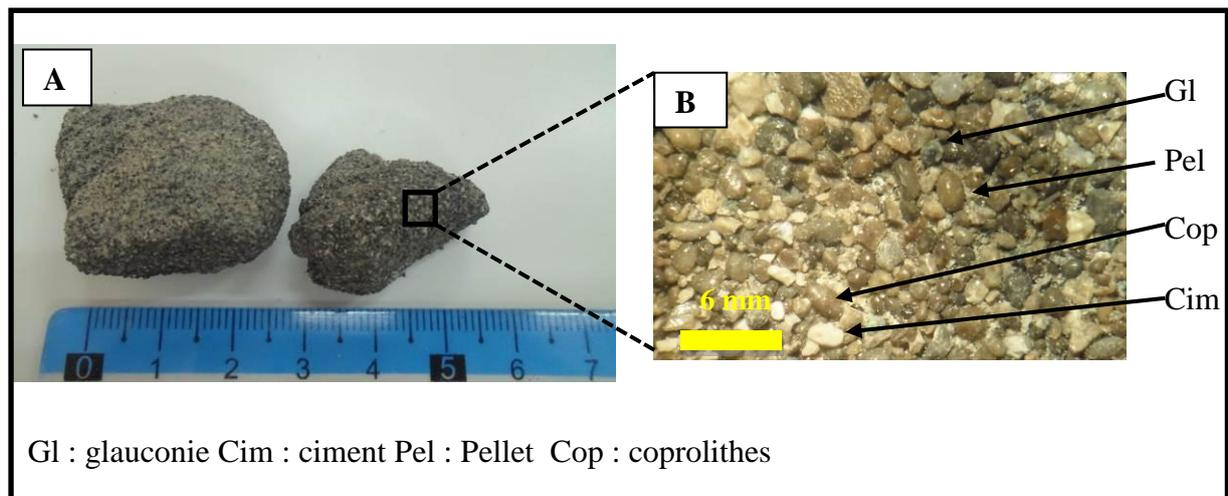 A
B
Gl
Pel
Cop
Cim
6 mm
0 1 2 3 4 5 6 7
Gl : glauconie Cim : ciment Pel : Pellet Cop : coprolithes